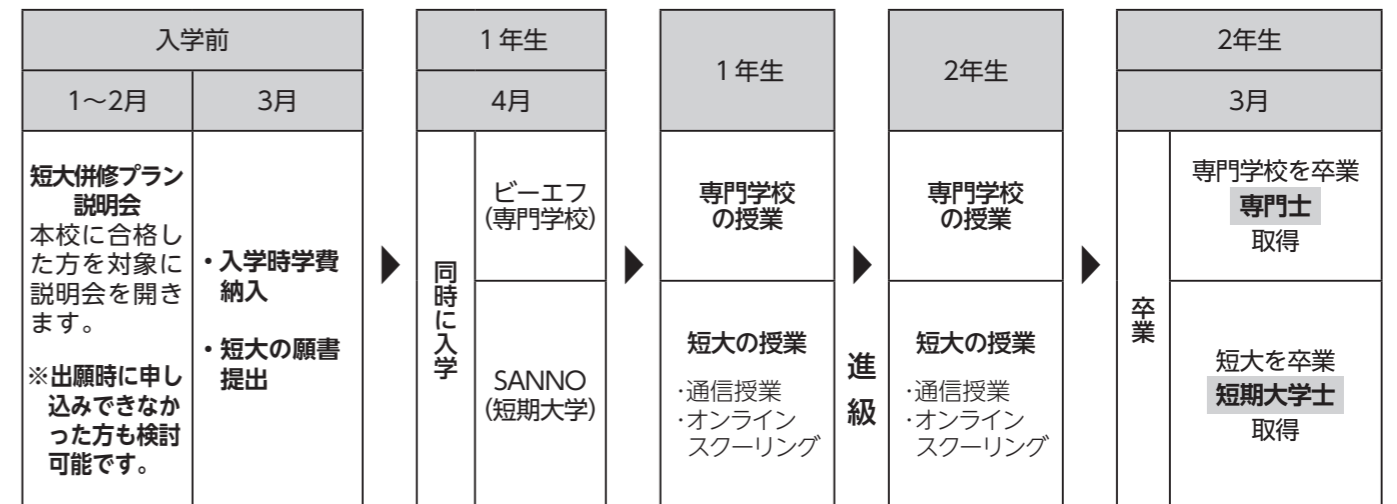 入学前
1~2月
3月
短大併修プラン
説明会
本校に合格し
た方を対象に
説明会を開き
ます。
※出願時に申し
込みできなか
った方も検討
可能です。
・入学時学費
納入
・短大の願書
提出
1年生
4月
同時に入学
ビーエフ
(専門学校)
SANNO
(短期大学)
1年生
専門学校
の授業
短大の授業
・通信授業
・オンライン
スクーリング
進級
2年生
専門学校
の授業
短大の授業
・通信授業
・オンライン
スクーリング
2年生
3月
卒業
専門学校を卒業
専門士
取得
短大を卒業
短期大学士
取得